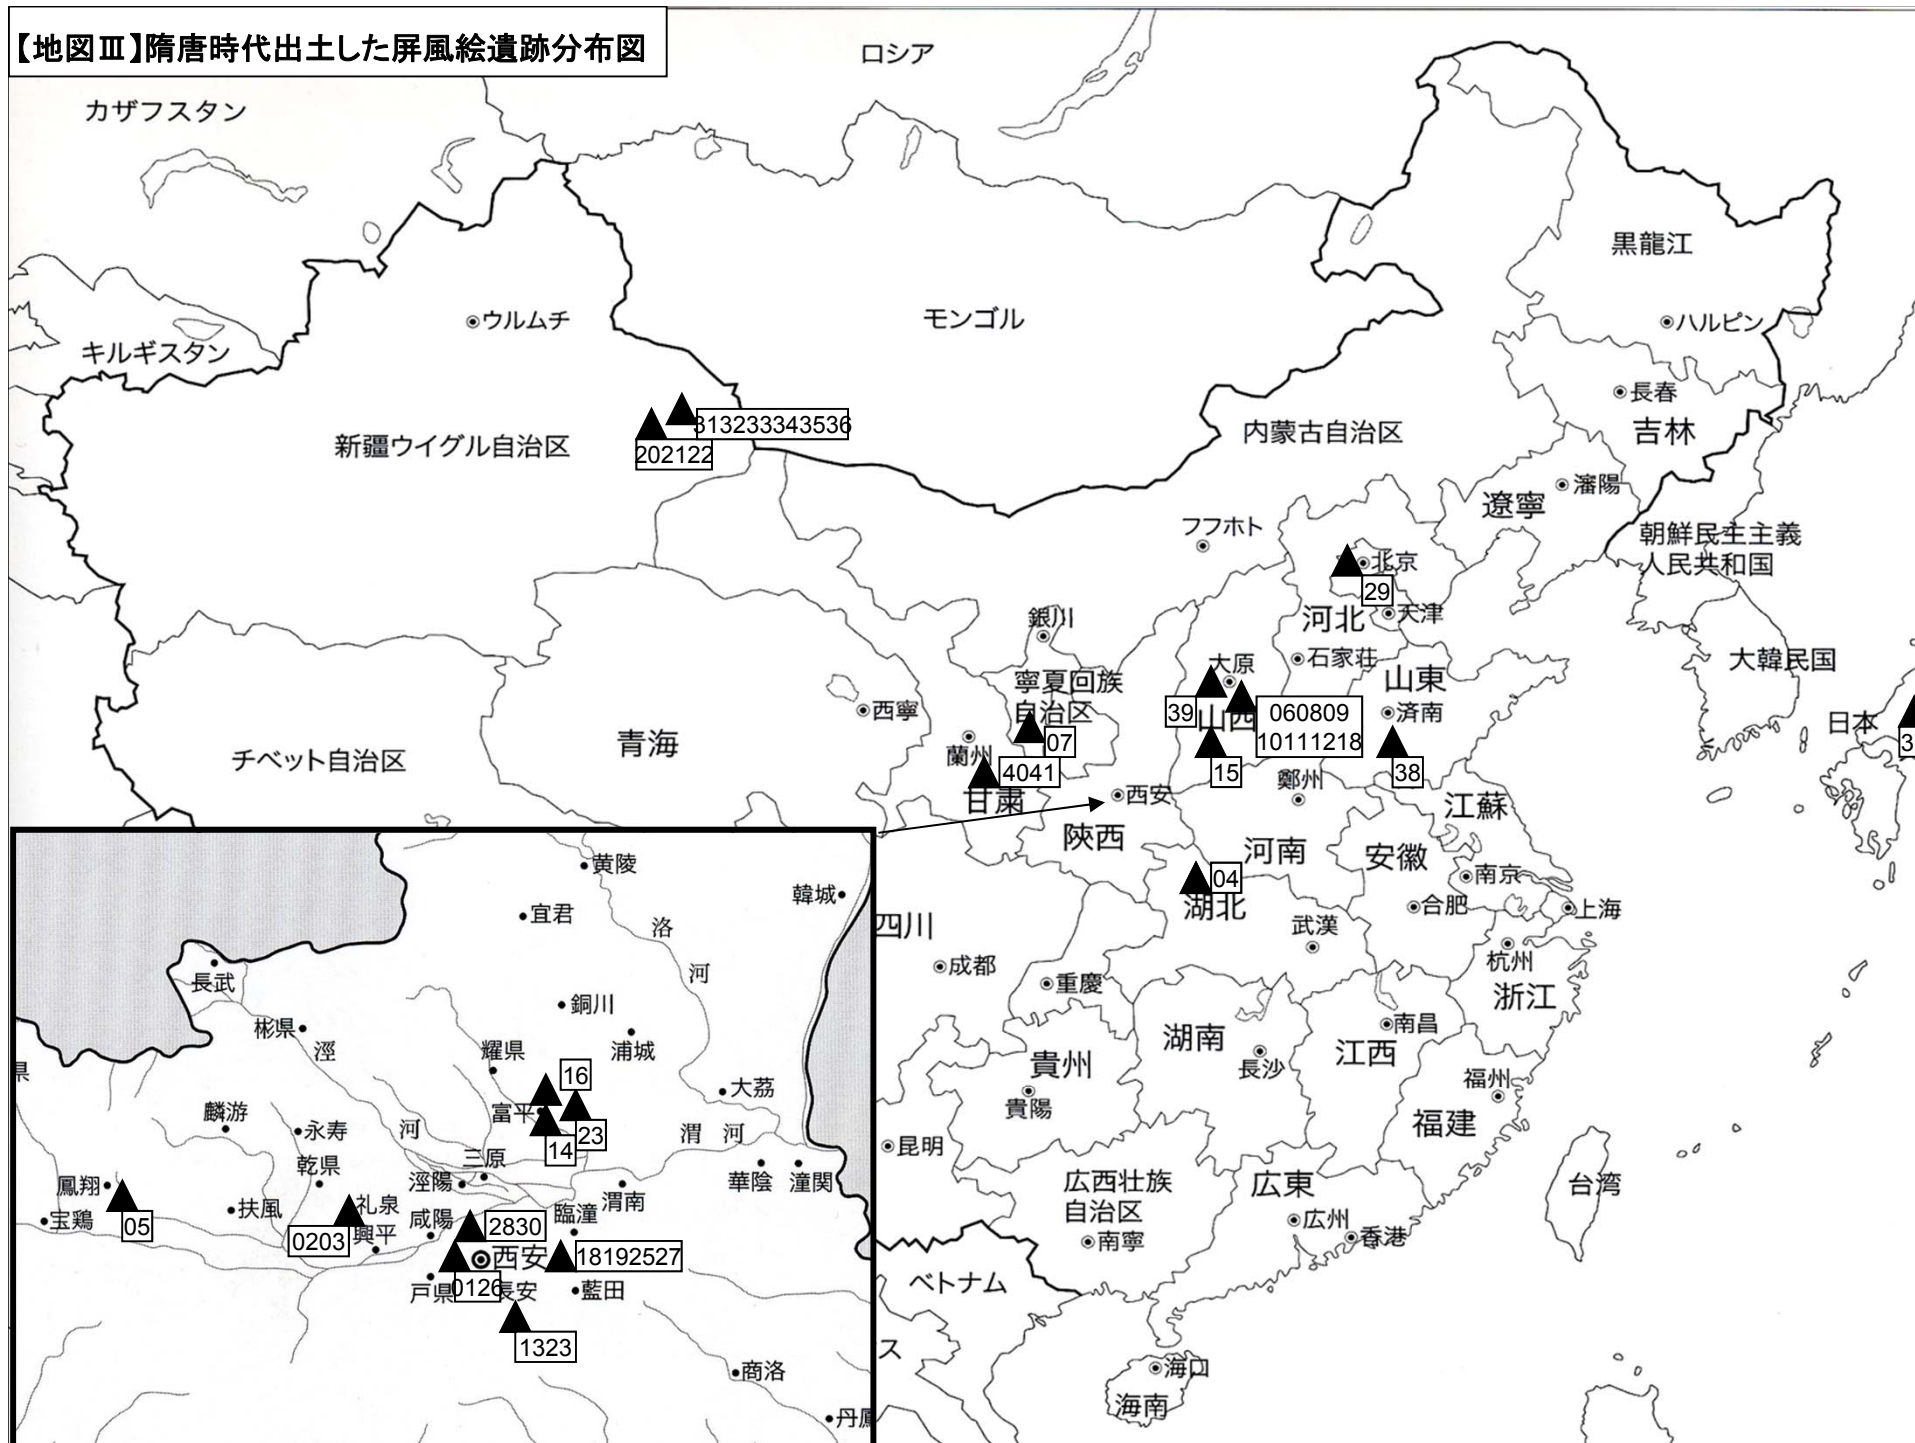 【地図Ⅲ】隋唐時代出土した屏風絵遺跡分布図
ロシア
カザフスタン
黒龍江
ウルムチ
モンゴル
ハルピン
キルギスタン
長春
吉林
313233343536
新疆ウイグル自治区
内蒙古自治区
202122
瀋陽
遼寧
フフホト
朝鮮民主主義
人民共和国
北京
29
河北
天津
銀川
大原
石家荘
大韓民国
寧夏回族
自治区
山東
西寧
39
山西
060809
10111218
済南
日本
07
青海
蘭州
チベット自治区
4041
15
38
3
鄭州
甘粛
西安
江蘇
陝西
河南
安徽
04
南京
湖北
合肥
上海
四川
武漢
成都
杭州
重慶
浙江
湖南
南昌
江西
貴州
長沙
福州
貴陽
福建
昆明
広西壮族
自治区
広東
台湾
広州
香港
南寧
ベトナム
ス
海口
海南
黄陵
韓城
宜君
洛
河
長武
銅川
彬県
涇
耀県
浦城
県
16
大荔
麟游
富平
永寿
河
14
23
渭河
三原
乾県
涇陽
華陰
潼関
鳳翔
渭南
扶風
礼泉
宝鶏
05
咸陽
2830
臨潼
0203
興平
西安
18192527
戸県
0126
長安
藍田
1323
商洛
丹鳳